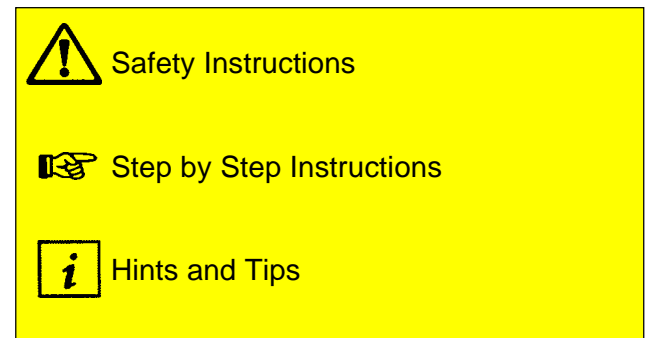 Safety Instructions
Step by Step Instructions
i Hints and Tips